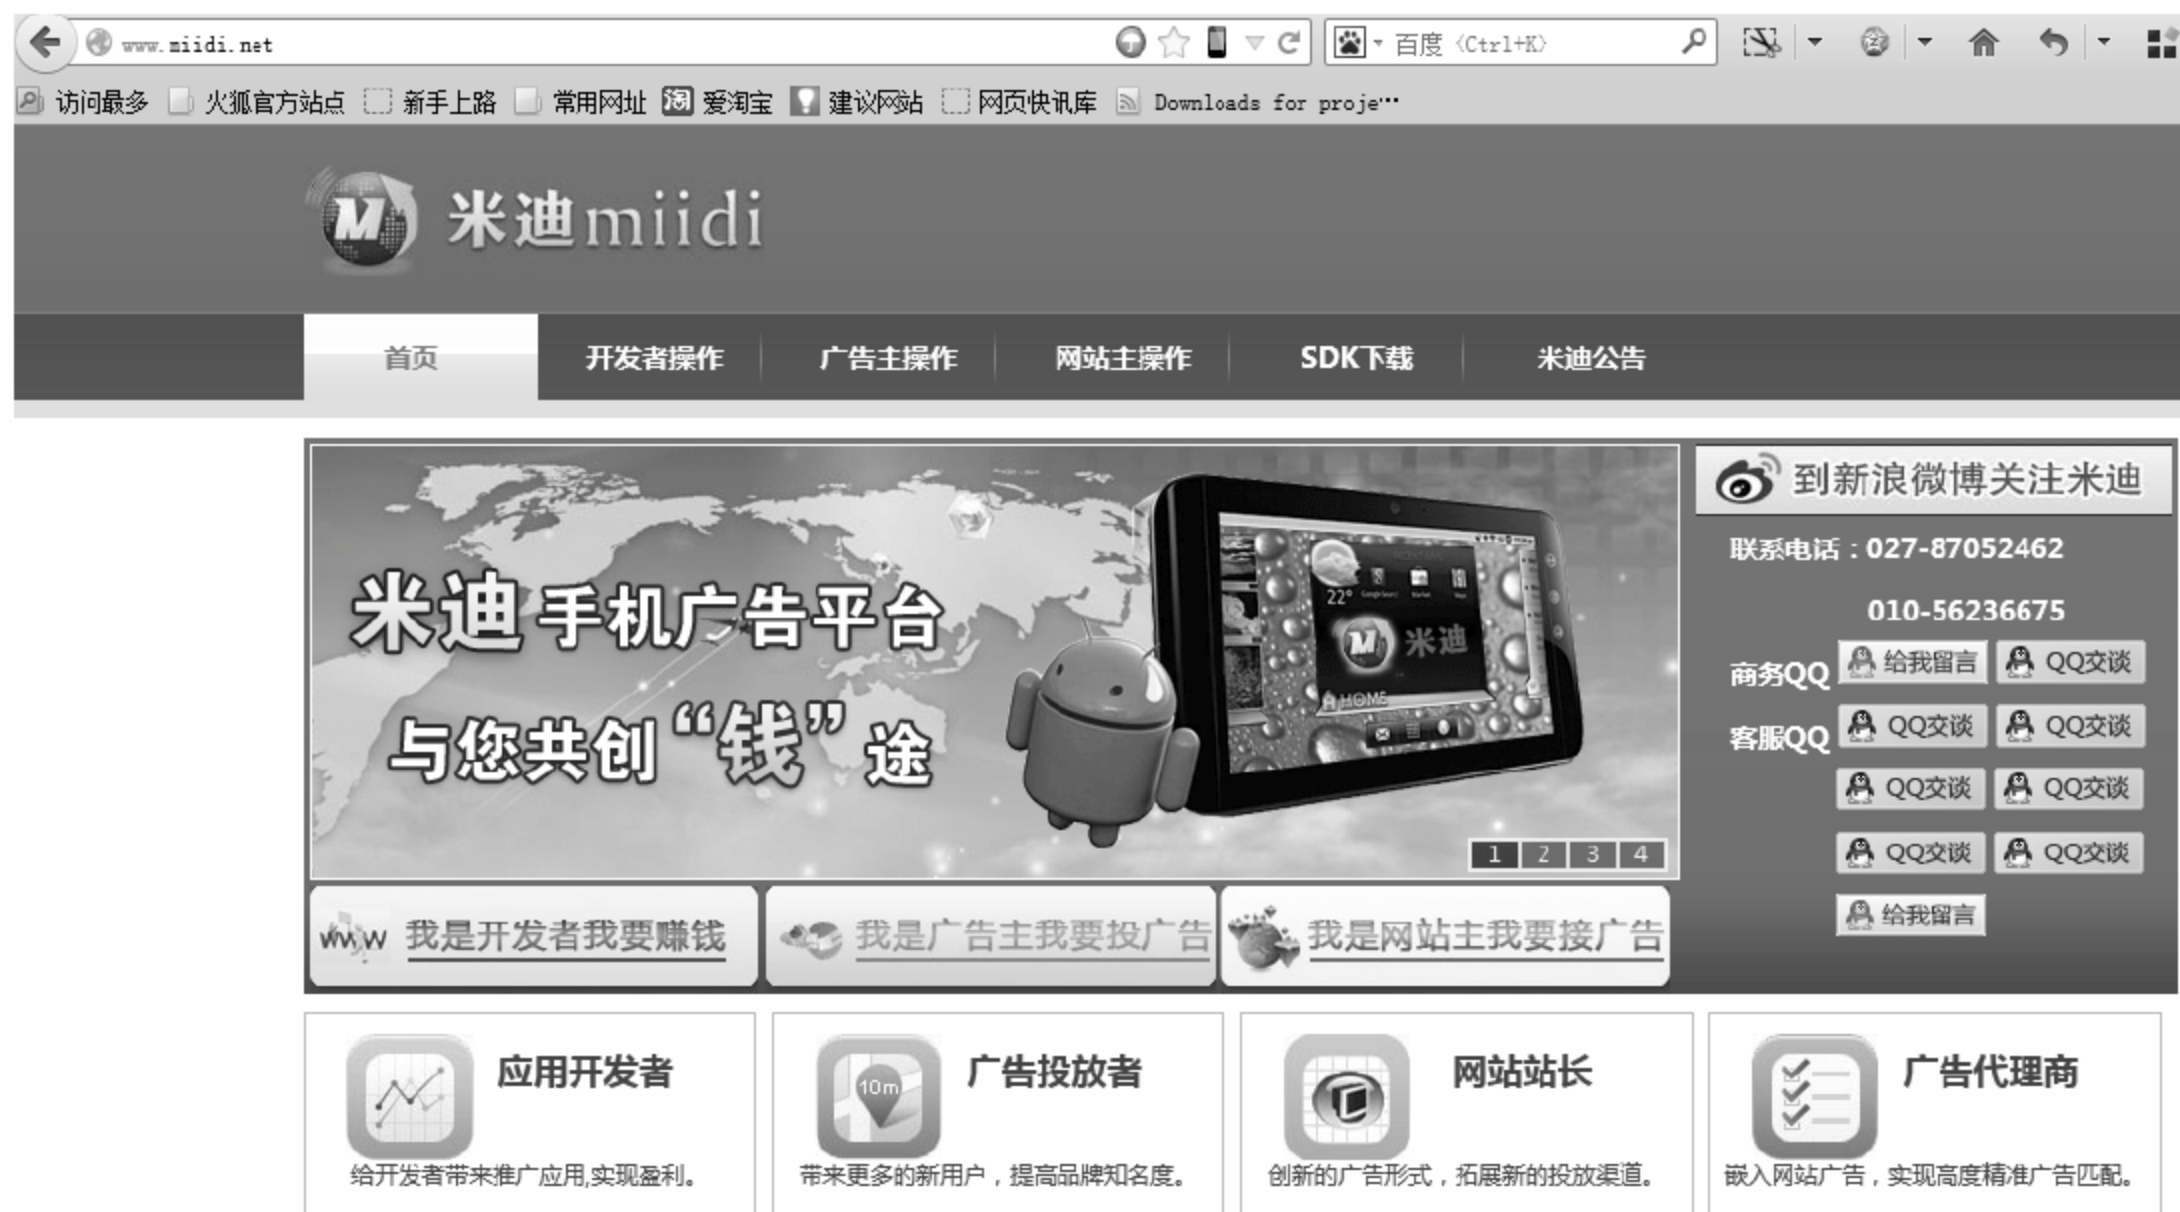 www.miidi.net
百度 <Ctrl+K>
访问最多 火狐官方站点 新手上路 常用网址 淘 爱淘宝 建议网站 网页快讯库 Downloads for proje…
M 米迪miidi
首页 开发者操作 广告主操作 网站主操作 SDK下载 米迪公告
米迪手机广告平台
与您共创“钱”途
22°
M 米迪
HOME
1 2 3 4
到新浪微博关注米迪
联系电话：027-87052462
010-56236675
商务QQ 给我留言 QQ交谈
客服QQ QQ交谈 QQ交谈
QQ交谈 QQ交谈
QQ交谈 QQ交谈
给我留言
www 我是开发者我要赚钱 我是广告主我要投广告 我是网站主我要接广告
应用开发者
给开发者带来推广应用,实现盈利。
10m
广告投放者
带来更多的新用户，提高品牌知名度。
网站站长
创新的广告形式，拓展新的投放渠道。
广告代理商
嵌入网站广告，实现高度精准广告匹配。